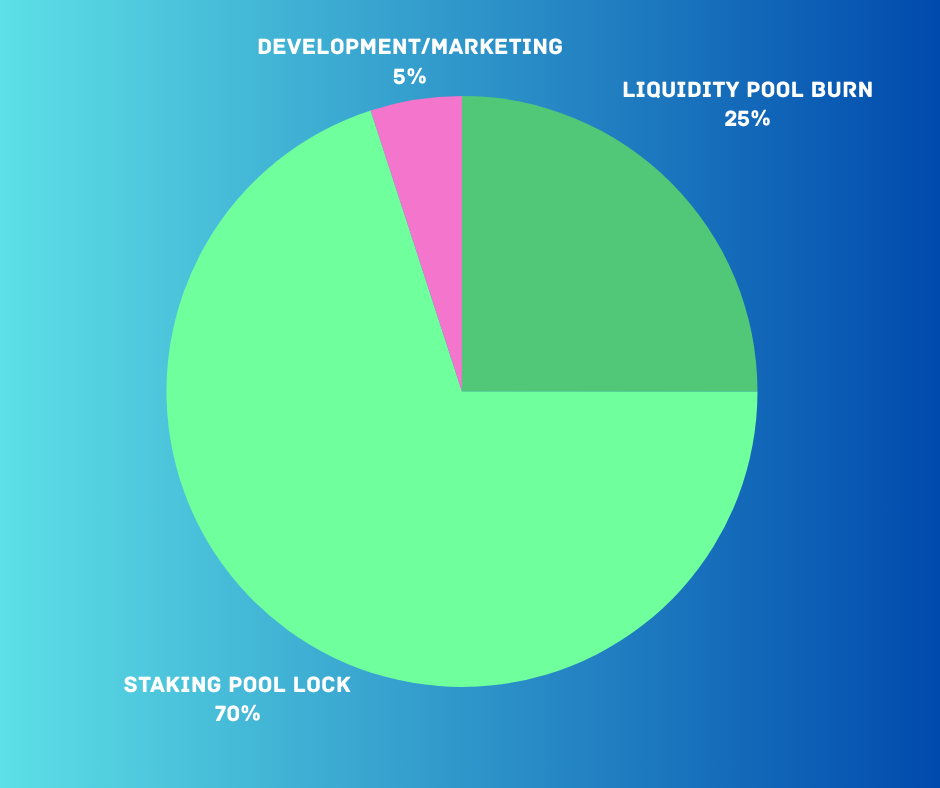 DEVELOPMENT/MARKETING
5%
LIQUIDITY POOL BURN
25%
STAKING POOL LOCK
70%